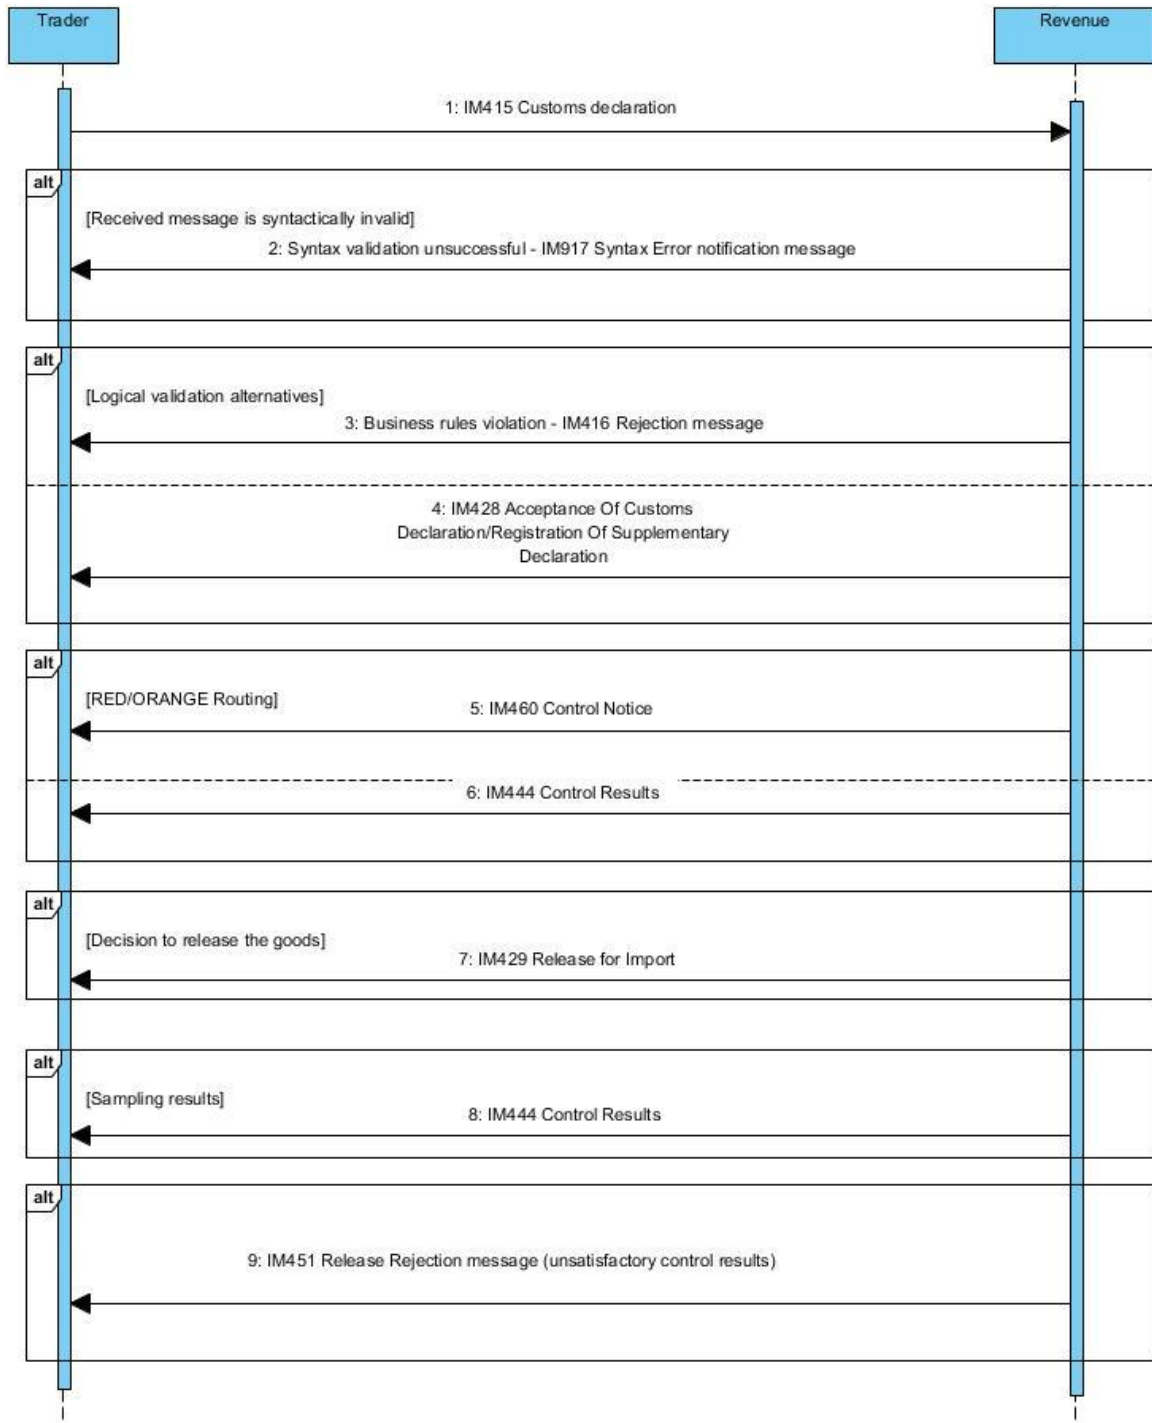 Trader
Revenue
1: IM415 Customs declaration
alt
[Received message is syntactically invalid]
2: Syntax validation unsuccessful - IM917 Syntax Error notification message
alt
[Logical validation alternatives]
3: Business rules violation - IM416 Rejection message
4: IM428 Acceptance Of Customs
Declaration/Registration Of Supplementary
Declaration
alt
[RED/ORANGE Routing]
5: IM460 Control Notice
6: IM444 Control Results
alt
[Decision to release the goods]
7: IM429 Release for Import
alt
[Sampling results]
8: IM444 Control Results
alt
9: IM451 Release Rejection message (unsatisfactory control results)